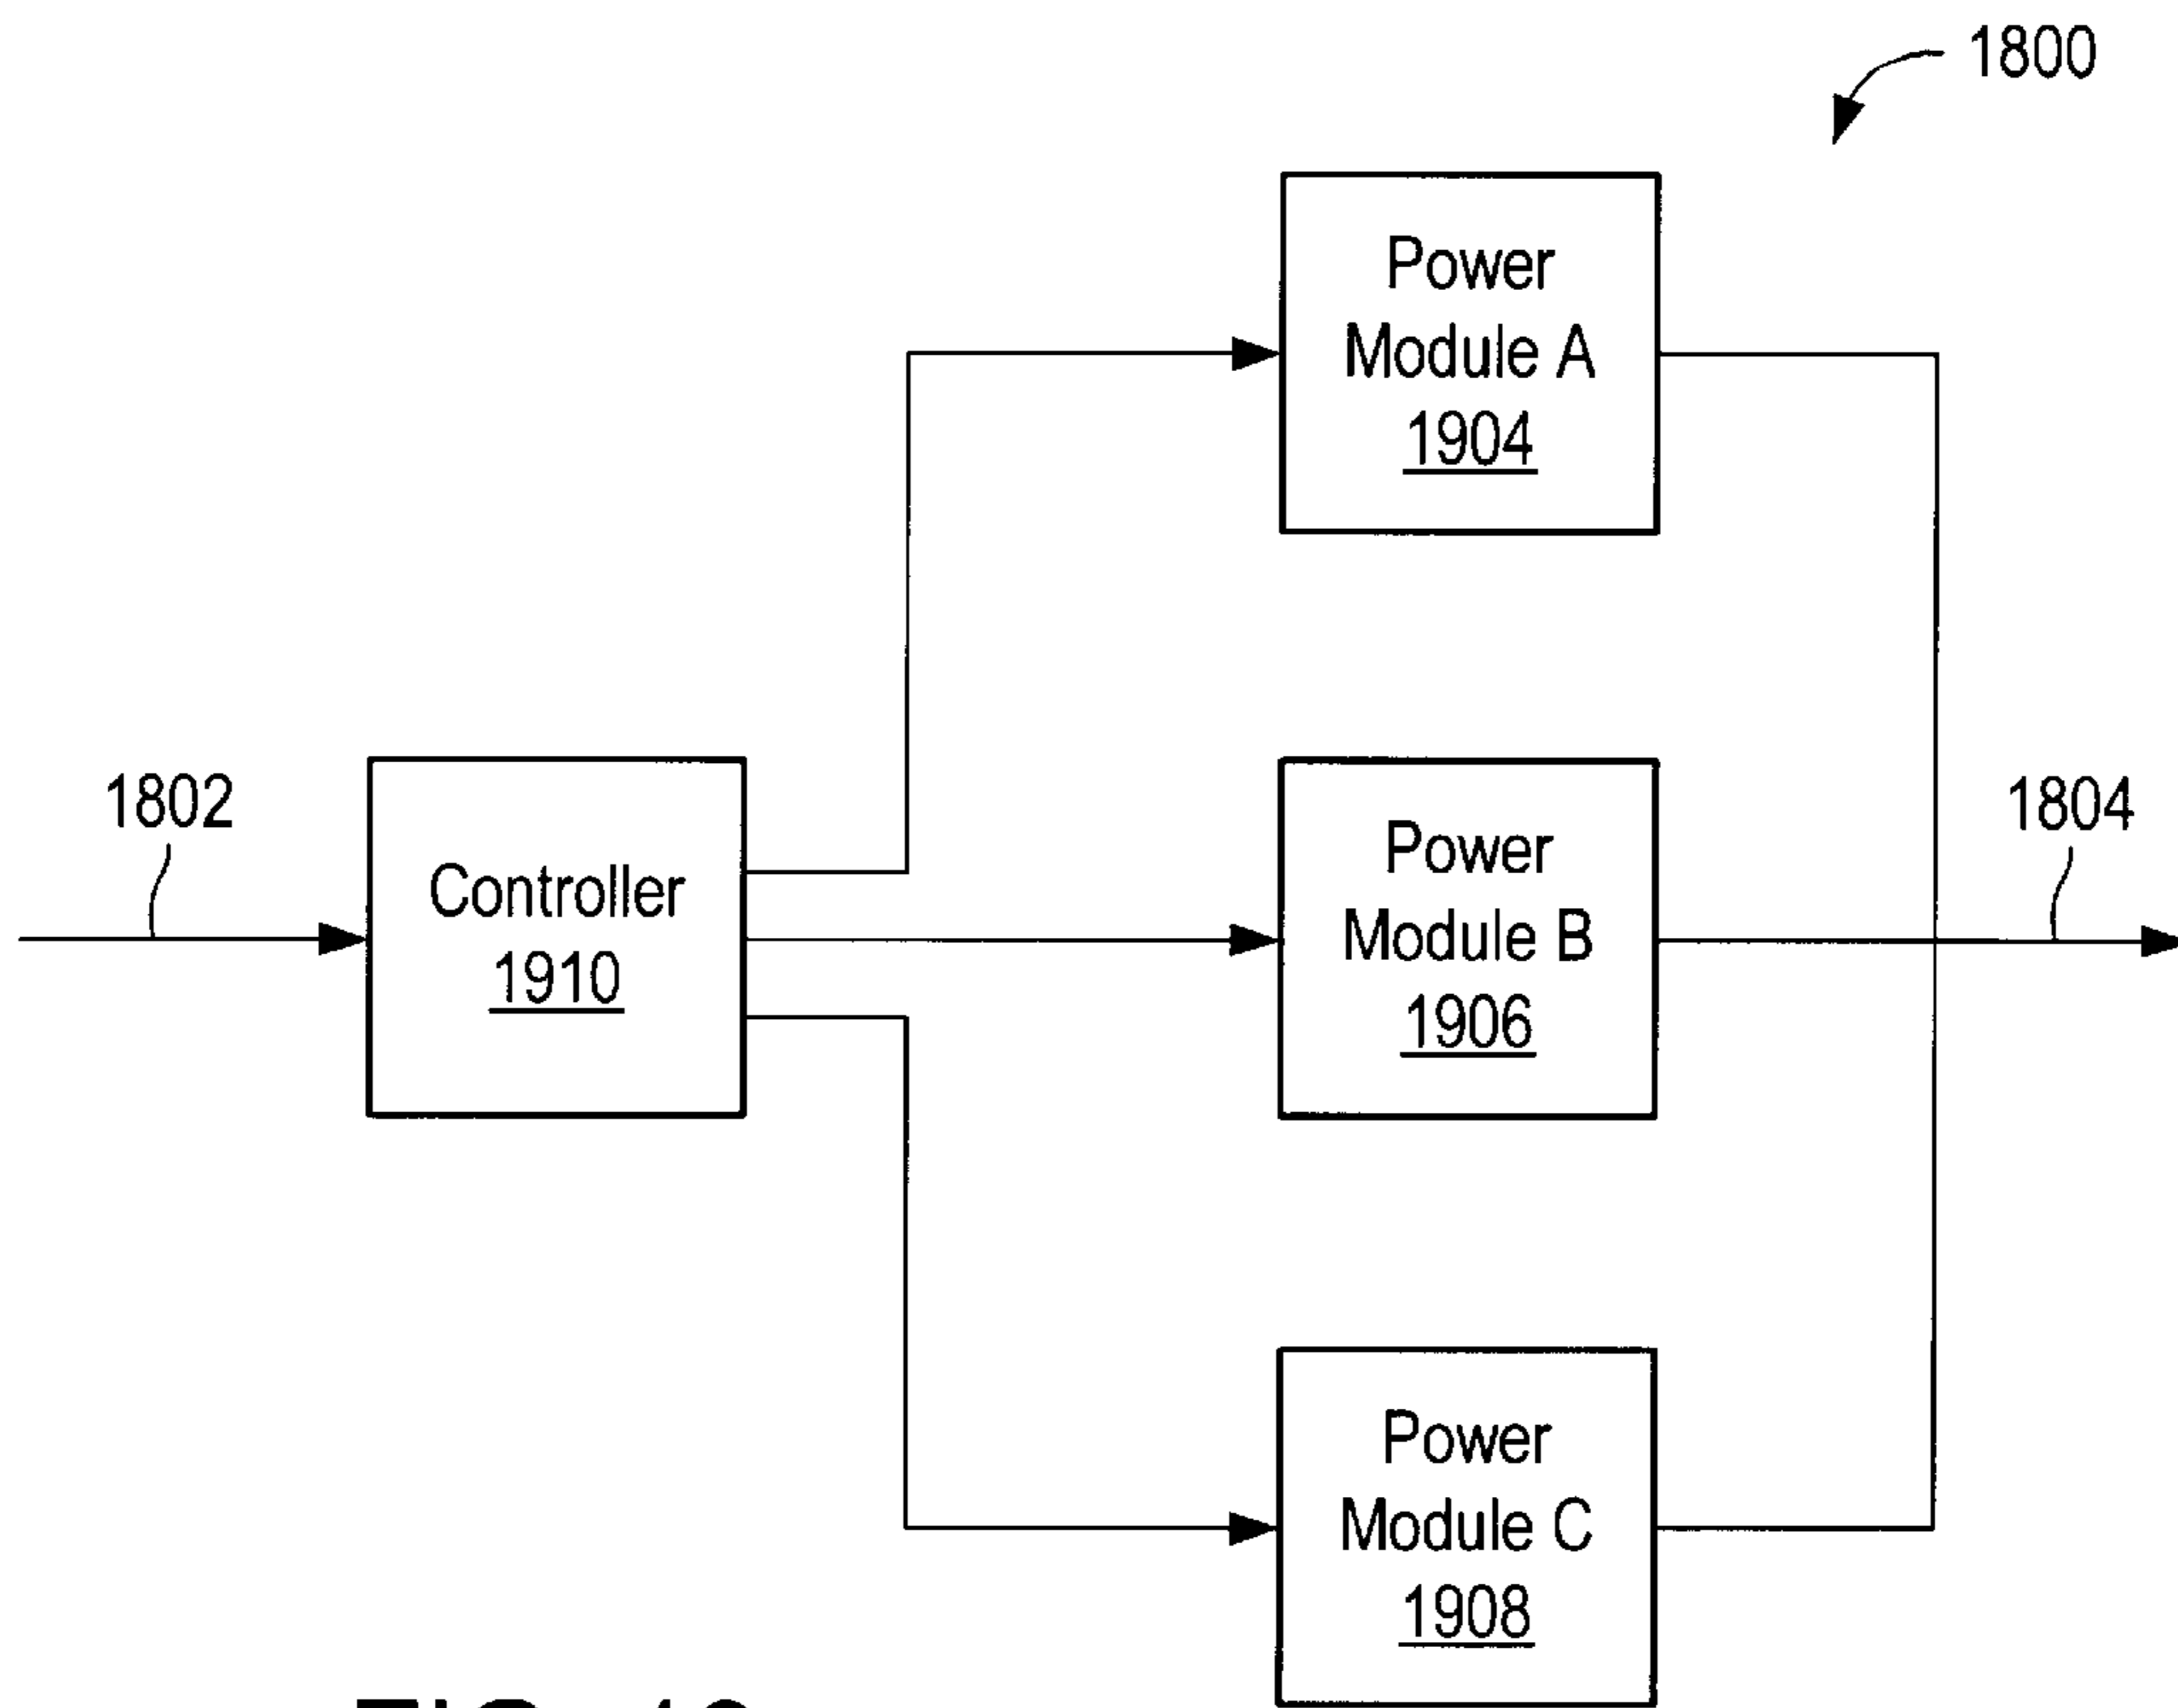 1800
Power
Module A
1904
1802
Controller
1910
Power
Module B
1906
1804
Power
Module C
1908